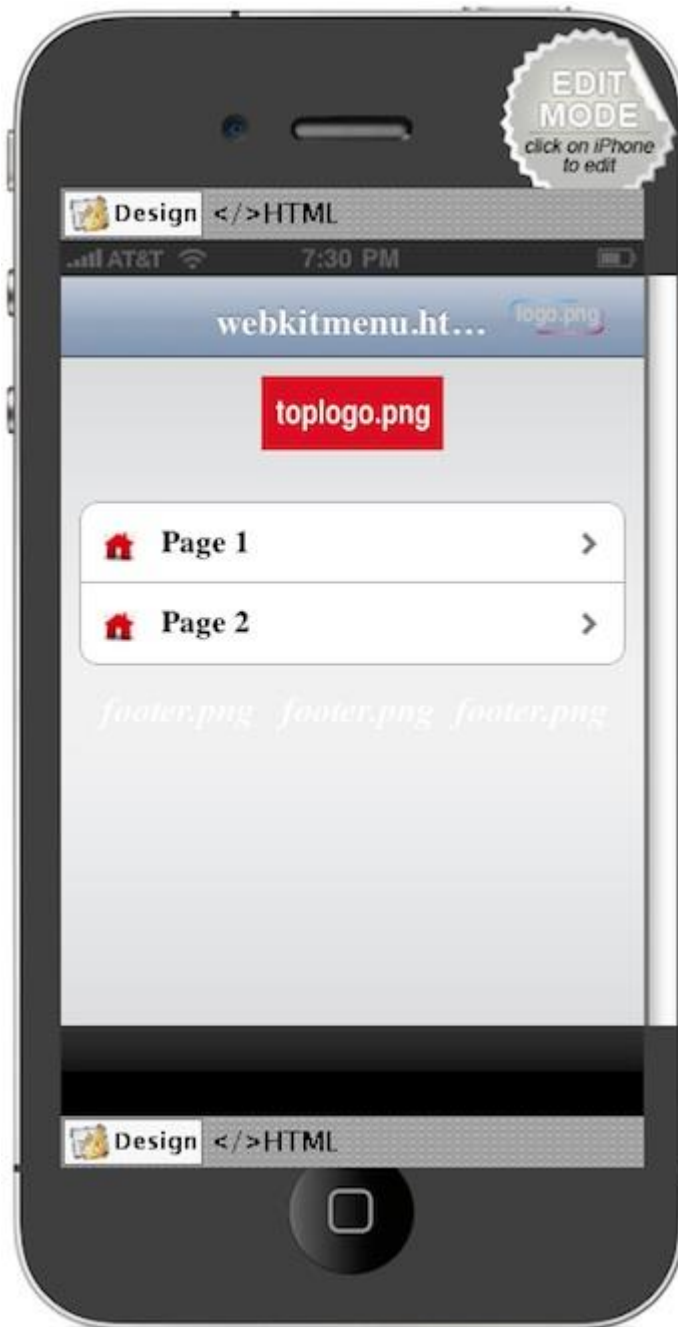 EDIT
MODE
click on iPhone
to edit
Design </>HTML
AT&T 7:30 PM
webkitmenu.ht... logo.png
toplogo.png
Page 1
Page 2
footer.png footer.png footer.png
Design </>HTML